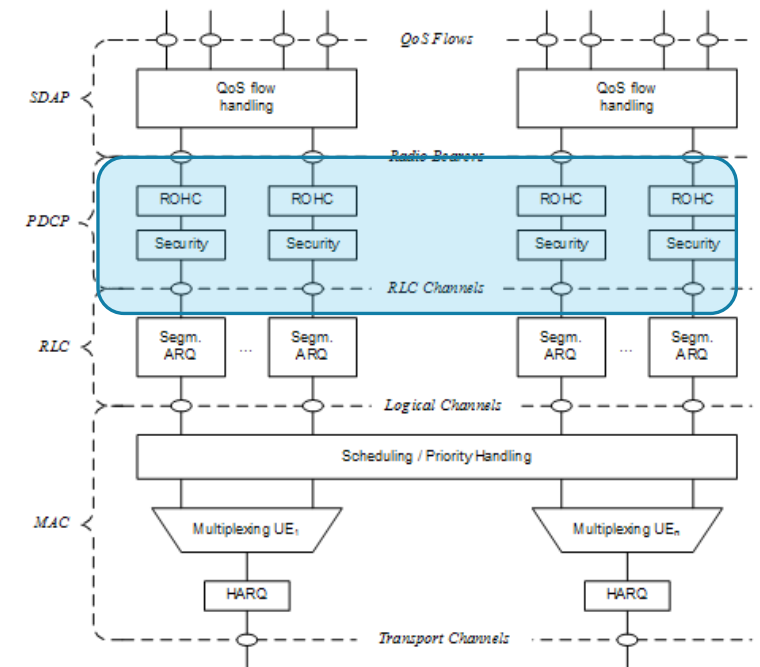 QoS Flows
SDAP
QoS flow
handling
QoS flow
handling
Radio Bearers
PDCP
ROHC
ROHC
ROHC
ROHC
Security
Security
Security
Security
RLC Channels
RLC
Segm.
ARQ
...
Segm.
ARQ
Segm.
ARQ
...
Segm.
ARQ
Logical Channels
Scheduling / Priority Handling
MAC
Multiplexing UE₁
Multiplexing UEₙ
HARQ
HARQ
Transport Channels